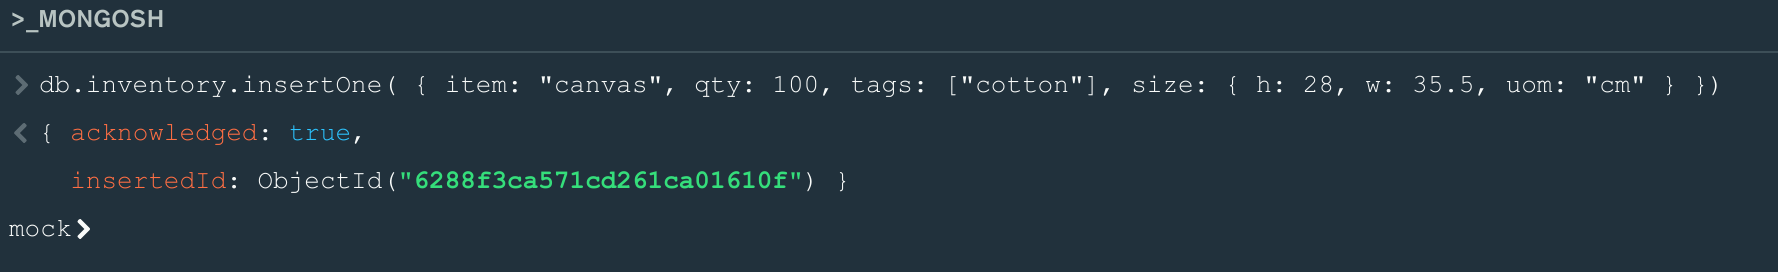 >_MONGOSH
> db.inventory.insertOne( { item: "canvas", qty: 100, tags: ["cotton"], size: { h: 28, w: 35.5, uom: "cm" } })
< { acknowledged: true,
insertedId: ObjectId("6288f3ca571cd261ca01610f") }
mock>